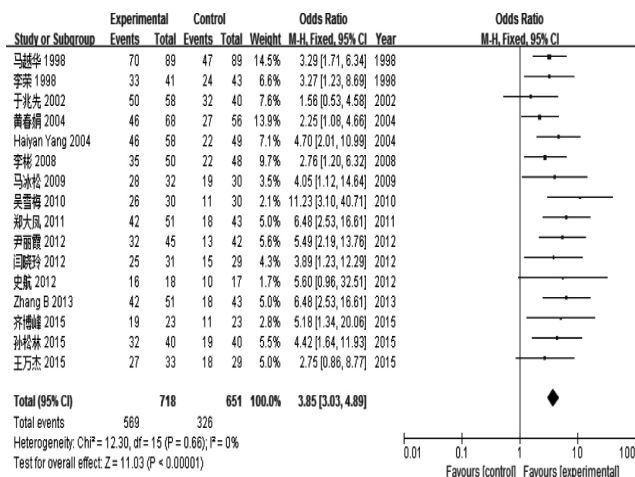 Experimental Control Odds Ratio Odds Ratio
Study or Subgroup Events Total Events Total Weight M-H, Fixed, 95% CI Year M-H, Fixed, 95% CI
马越华 1998 70 89 47 89 14.5% 3.29 [1.71, 6.34] 1998
李荣 1998 33 41 24 43 6.5% 3.27 [1.23, 8.69] 1998
于兆先 2002 50 58 32 40 7.0% 1.56 [0.53, 4.58] 2002
黄春娟 2004 46 68 27 56 13.9% 2.25 [1.08, 4.66] 2004
Haiyan Yang 2004 46 58 22 49 7.1% 4.70 [2.01, 10.99] 2004
李彬 2008 35 50 22 48 9.6% 2.76 [1.20, 6.32] 2008
马冰松 2009 28 32 19 30 3.5% 4.05 [1.12, 14.64] 2009
吴雪梅 2010 26 30 11 30 2.1% 11.23 [3.10, 40.71] 2010
郑大凤 2011 42 51 18 43 4.9% 6.48 [2.53, 16.61] 2011
尹丽霞 2012 32 45 13 42 5.5% 5.49 [2.19, 13.76] 2012
闫晓玲 2012 25 31 15 29 4.3% 3.89 [1.23, 12.29] 2012
史航 2012 16 18 10 17 1.6% 5.60 [0.96, 32.51] 2012
Zhang B 2013 42 51 18 43 4.9% 6.48 [2.53, 16.61] 2013
齐博峰 2015 19 23 11 23 2.8% 5.18 [1.34, 20.06] 2015
孙松林 2015 32 40 19 40 5.5% 4.42 [1.64, 11.93] 2015
王万杰 2015 27 33 18 29 5.0% 2.75 [0.86, 8.77] 2015
Total (95% CI) 718 651 100.0% 3.85 [3.03, 4.89]
Total events 569 326
Heterogeneity: Chi² = 12.30, df = 15 (P = 0.66); I² = 0%
Test for overall effect: Z = 11.03 (P < 0.00001)
0.01 0.1 1 10 100
Favours [control] Favours [experimental]